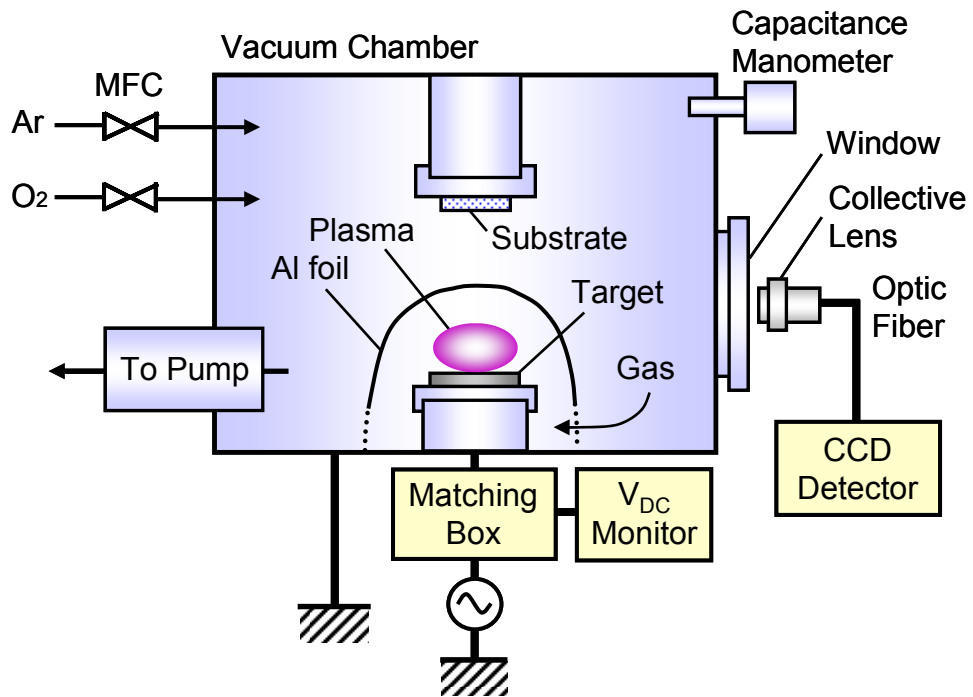 Vacuum Chamber
Capacitance
Manometer
MFC
Ar
O2
Window
Collective
Lens
Substrate
Plasma
Al foil
Target
Optic
Fiber
To Pump
Gas
CCD
Detector
Matching
Box
VDC
Monitor